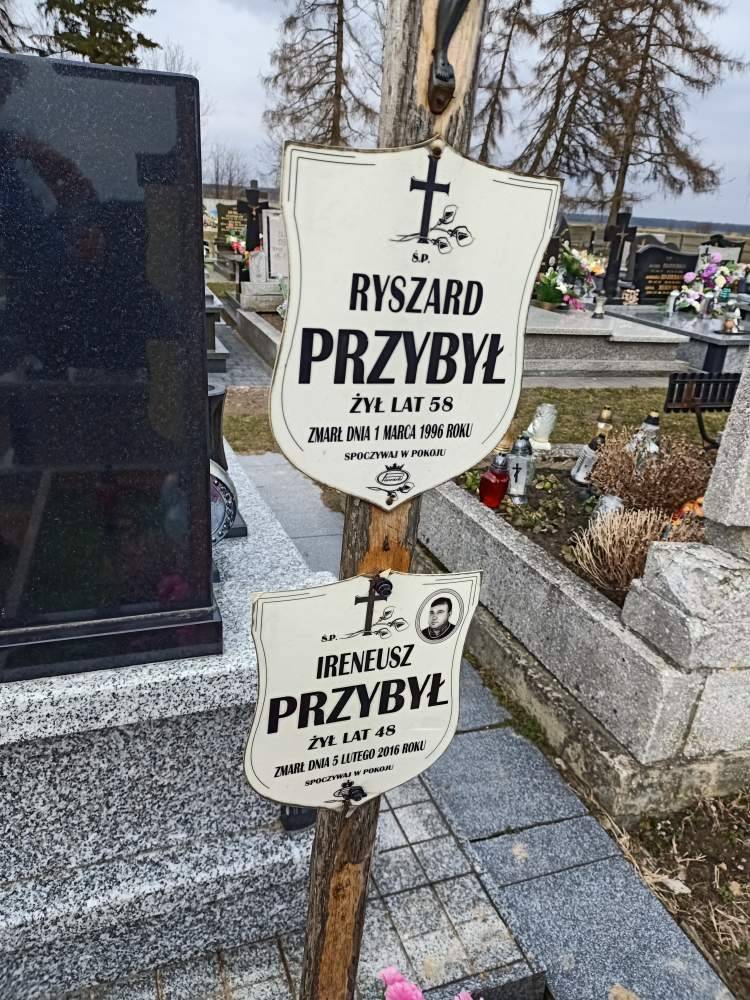 Ś.P.
RYSZARD
PRZYBYŁ
ŻYŁ LAT 58
ZMARŁ DNIA 1 MARCA 1996 ROKU
SPOCZYWAJ W POKOJU
Ś.P.
IRENEUSZ
PRZYBYŁ
ŻYŁ LAT 48
ZMARŁ DNIA 5 LUTEGO 2016 ROKU
SPOCZYWAJ W POKOJU